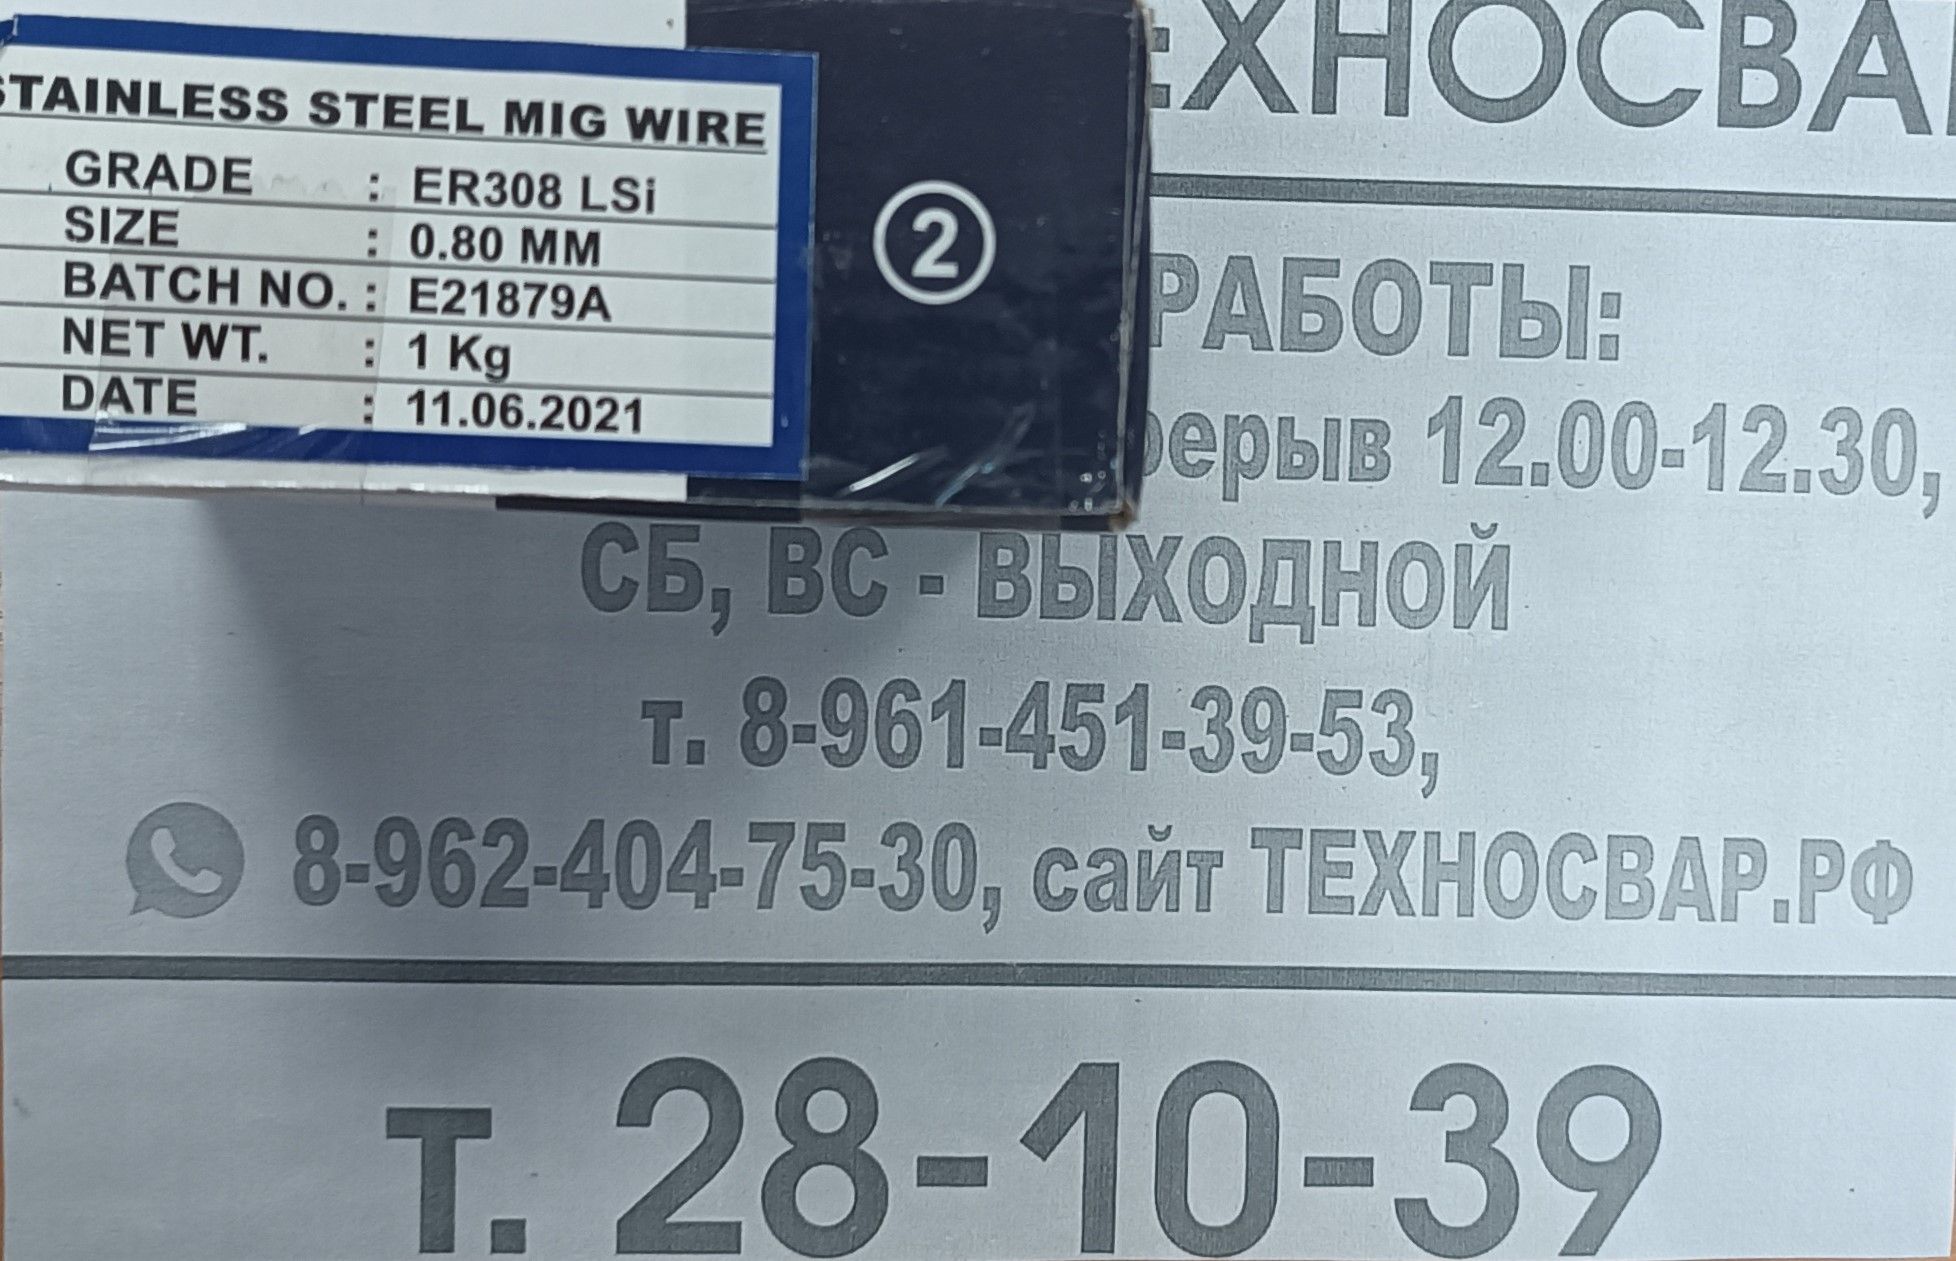 STAINLESS STEEL MIG WIRE
GRADE : ER308 LSi
SIZE : 0.80 MM
BATCH NO. : E21879A
NET WT. : 1 Kg
DATE : 11.06.2021
2
ЕХНОСВА
РАБОТЫ:
рерыв 12.00-12.30,
СБ, ВС - ВЫХОДНОЙ
т. 8-961-451-39-53,
8-962-404-75-30, сайт ТЕХНОСВАР.РФ
т. 28-10-39